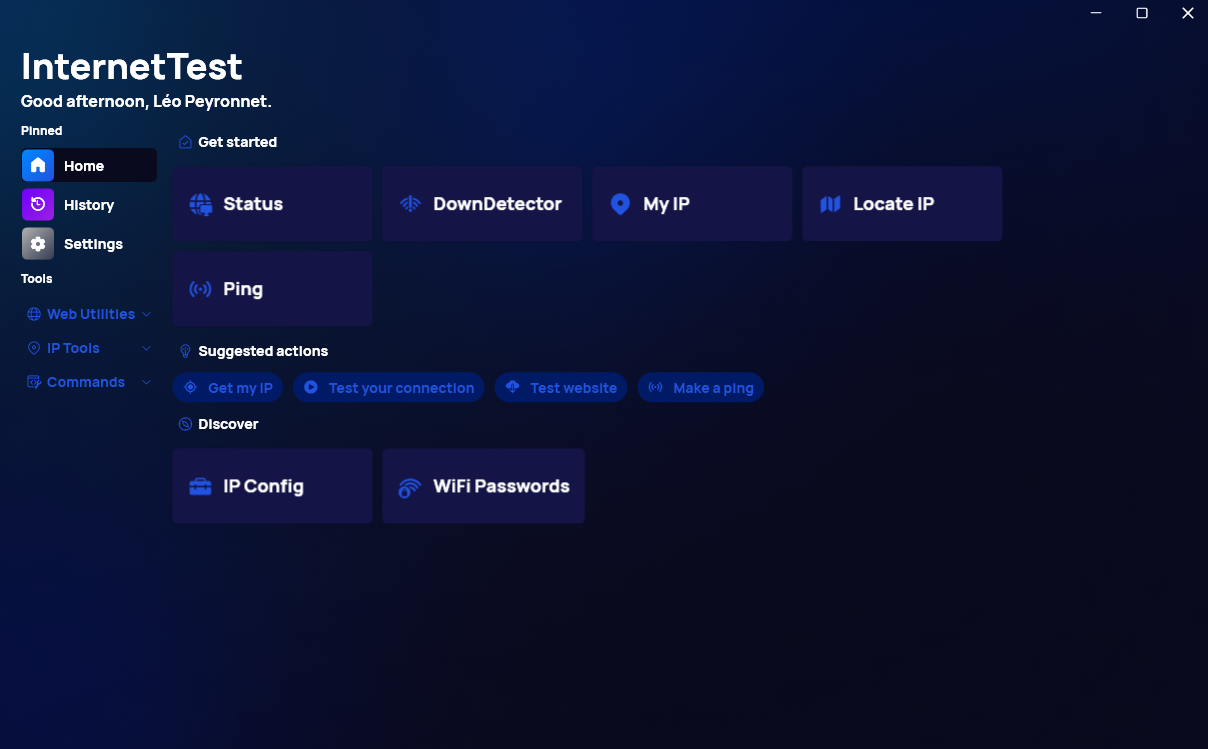 InternetTest
Good afternoon, Léo Peyronnet.
Pinned
Home
History
Settings
Tools
Web Utilities
IP Tools
Commands
Get started
Status
DownDetector
My IP
Locate IP
Ping
Suggested actions
Get my IP
Test your connection
Test website
Make a ping
Discover
IP Config
WiFi Passwords